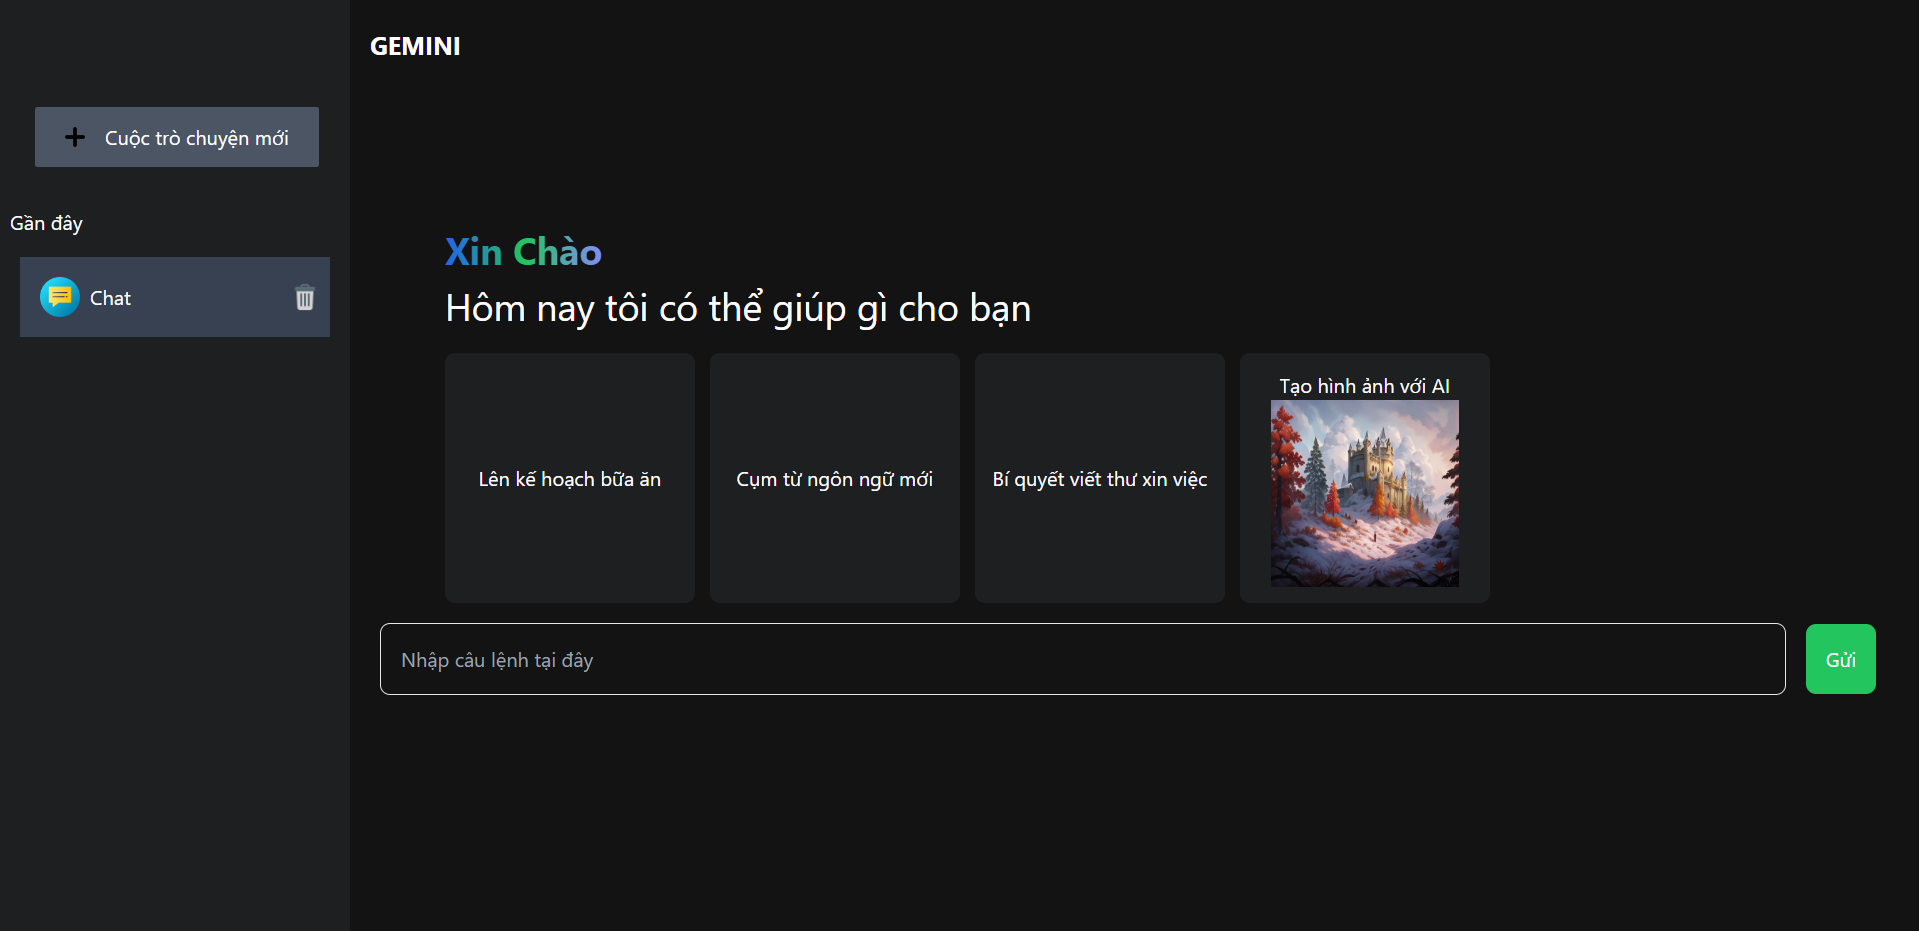 GEMINI
Cuộc trò chuyện mới
Gần đây
Chat
Xin Chào
Hôm nay tôi có thể giúp gì cho bạn
Lên kế hoạch bữa ăn
Cụm từ ngôn ngữ mới
Bí quyết viết thư xin việc
Tạo hình ảnh với AI
Nhập câu lệnh tại đây
Gửi